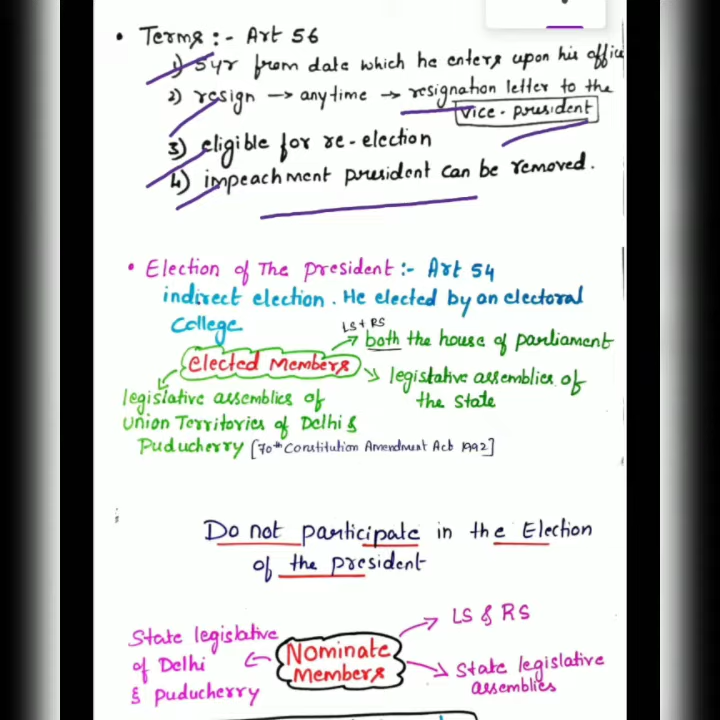 • Terms :- Art 56
1) 5yr from date which he enters upon his office
2) resign → anytime → resignation letter to the
Vice - president
3) eligible for re-election
4) impeachment president can be removed.
• Election of The president :- Art 54
indirect election. He elected by an electoral
college
LS + RS
both the house of parliament
Elected Members
legislative assemblies of
the State
legislative assemblies of
Union Territories of Delhi &
Puducherry [70th Constitution Amendment Act 1992]
Do not participate in the Election
of the president
LS & RS
State legislative
of Delhi
& puducherry
Nominate
Members
State legislative
assemblies